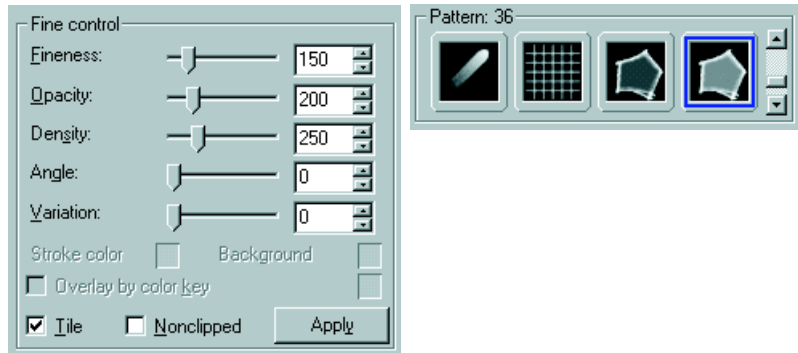 Fine control
Fineness: 150
Opacity: 200
Density: 250
Angle: 0
Variation: 0
Stroke color Background
Overlay by color key
Tile Nonclipped Apply
Pattern: 36